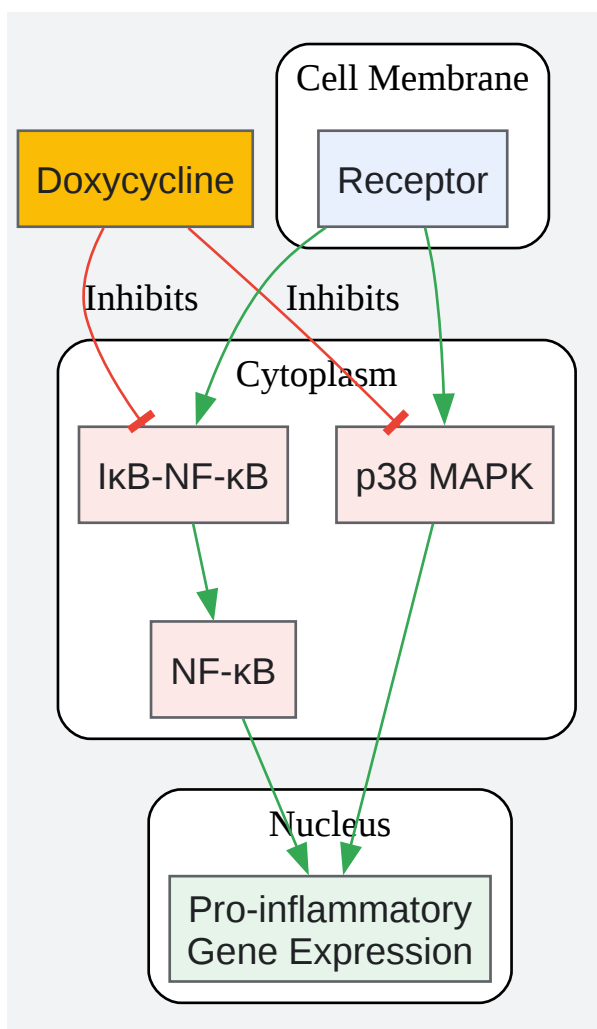 Cell Membrane
Doxycycline
Receptor
Inhibits
Inhibits
Cytoplasm
IκB-NF-κB
p38 MAPK
NF-κB
Nucleus
Pro-inflammatory
Gene Expression